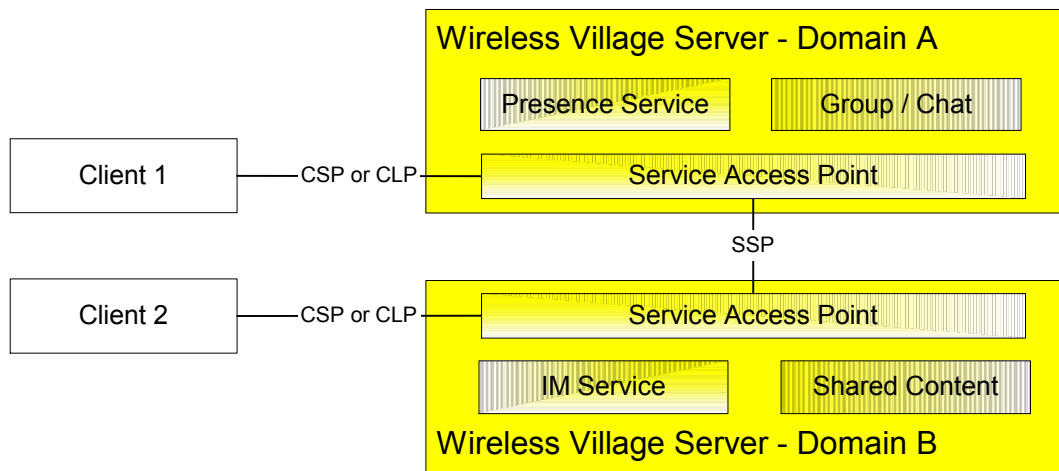 Wireless Village Server - Domain A
Presence Service
Group / Chat
Client 1
CSP or CLP
Service Access Point
SSP
Client 2
CSP or CLP
Service Access Point
IM Service
Shared Content
Wireless Village Server - Domain B